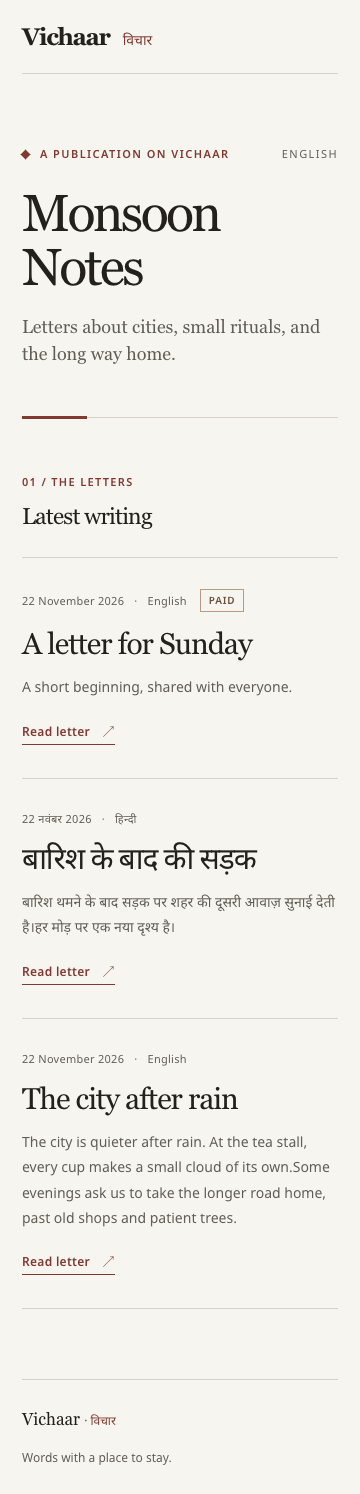 Vichaar विचार
A PUBLICATION ON VICHAAR ENGLISH
Monsoon
Notes
Letters about cities, small rituals, and
the long way home.
01 / THE LETTERS
Latest writing
22 November 2026 · English PAID
A letter for Sunday
A short beginning, shared with everyone.
Read letter ↗
22 नवंबर 2026 · हिन्दी
बारिश के बाद की सड़क
बारिश थमने के बाद सड़क पर शहर की दूसरी आवाज़ सुनाई देती
है।हर मोड़ पर एक नया दृश्य है।
Read letter ↗
22 November 2026 · English
The city after rain
The city is quieter after rain. At the tea stall,
every cup makes a small cloud of its own.Some
evenings ask us to take the longer road home,
past old shops and patient trees.
Read letter ↗
Vichaar · विचार
Words with a place to stay.